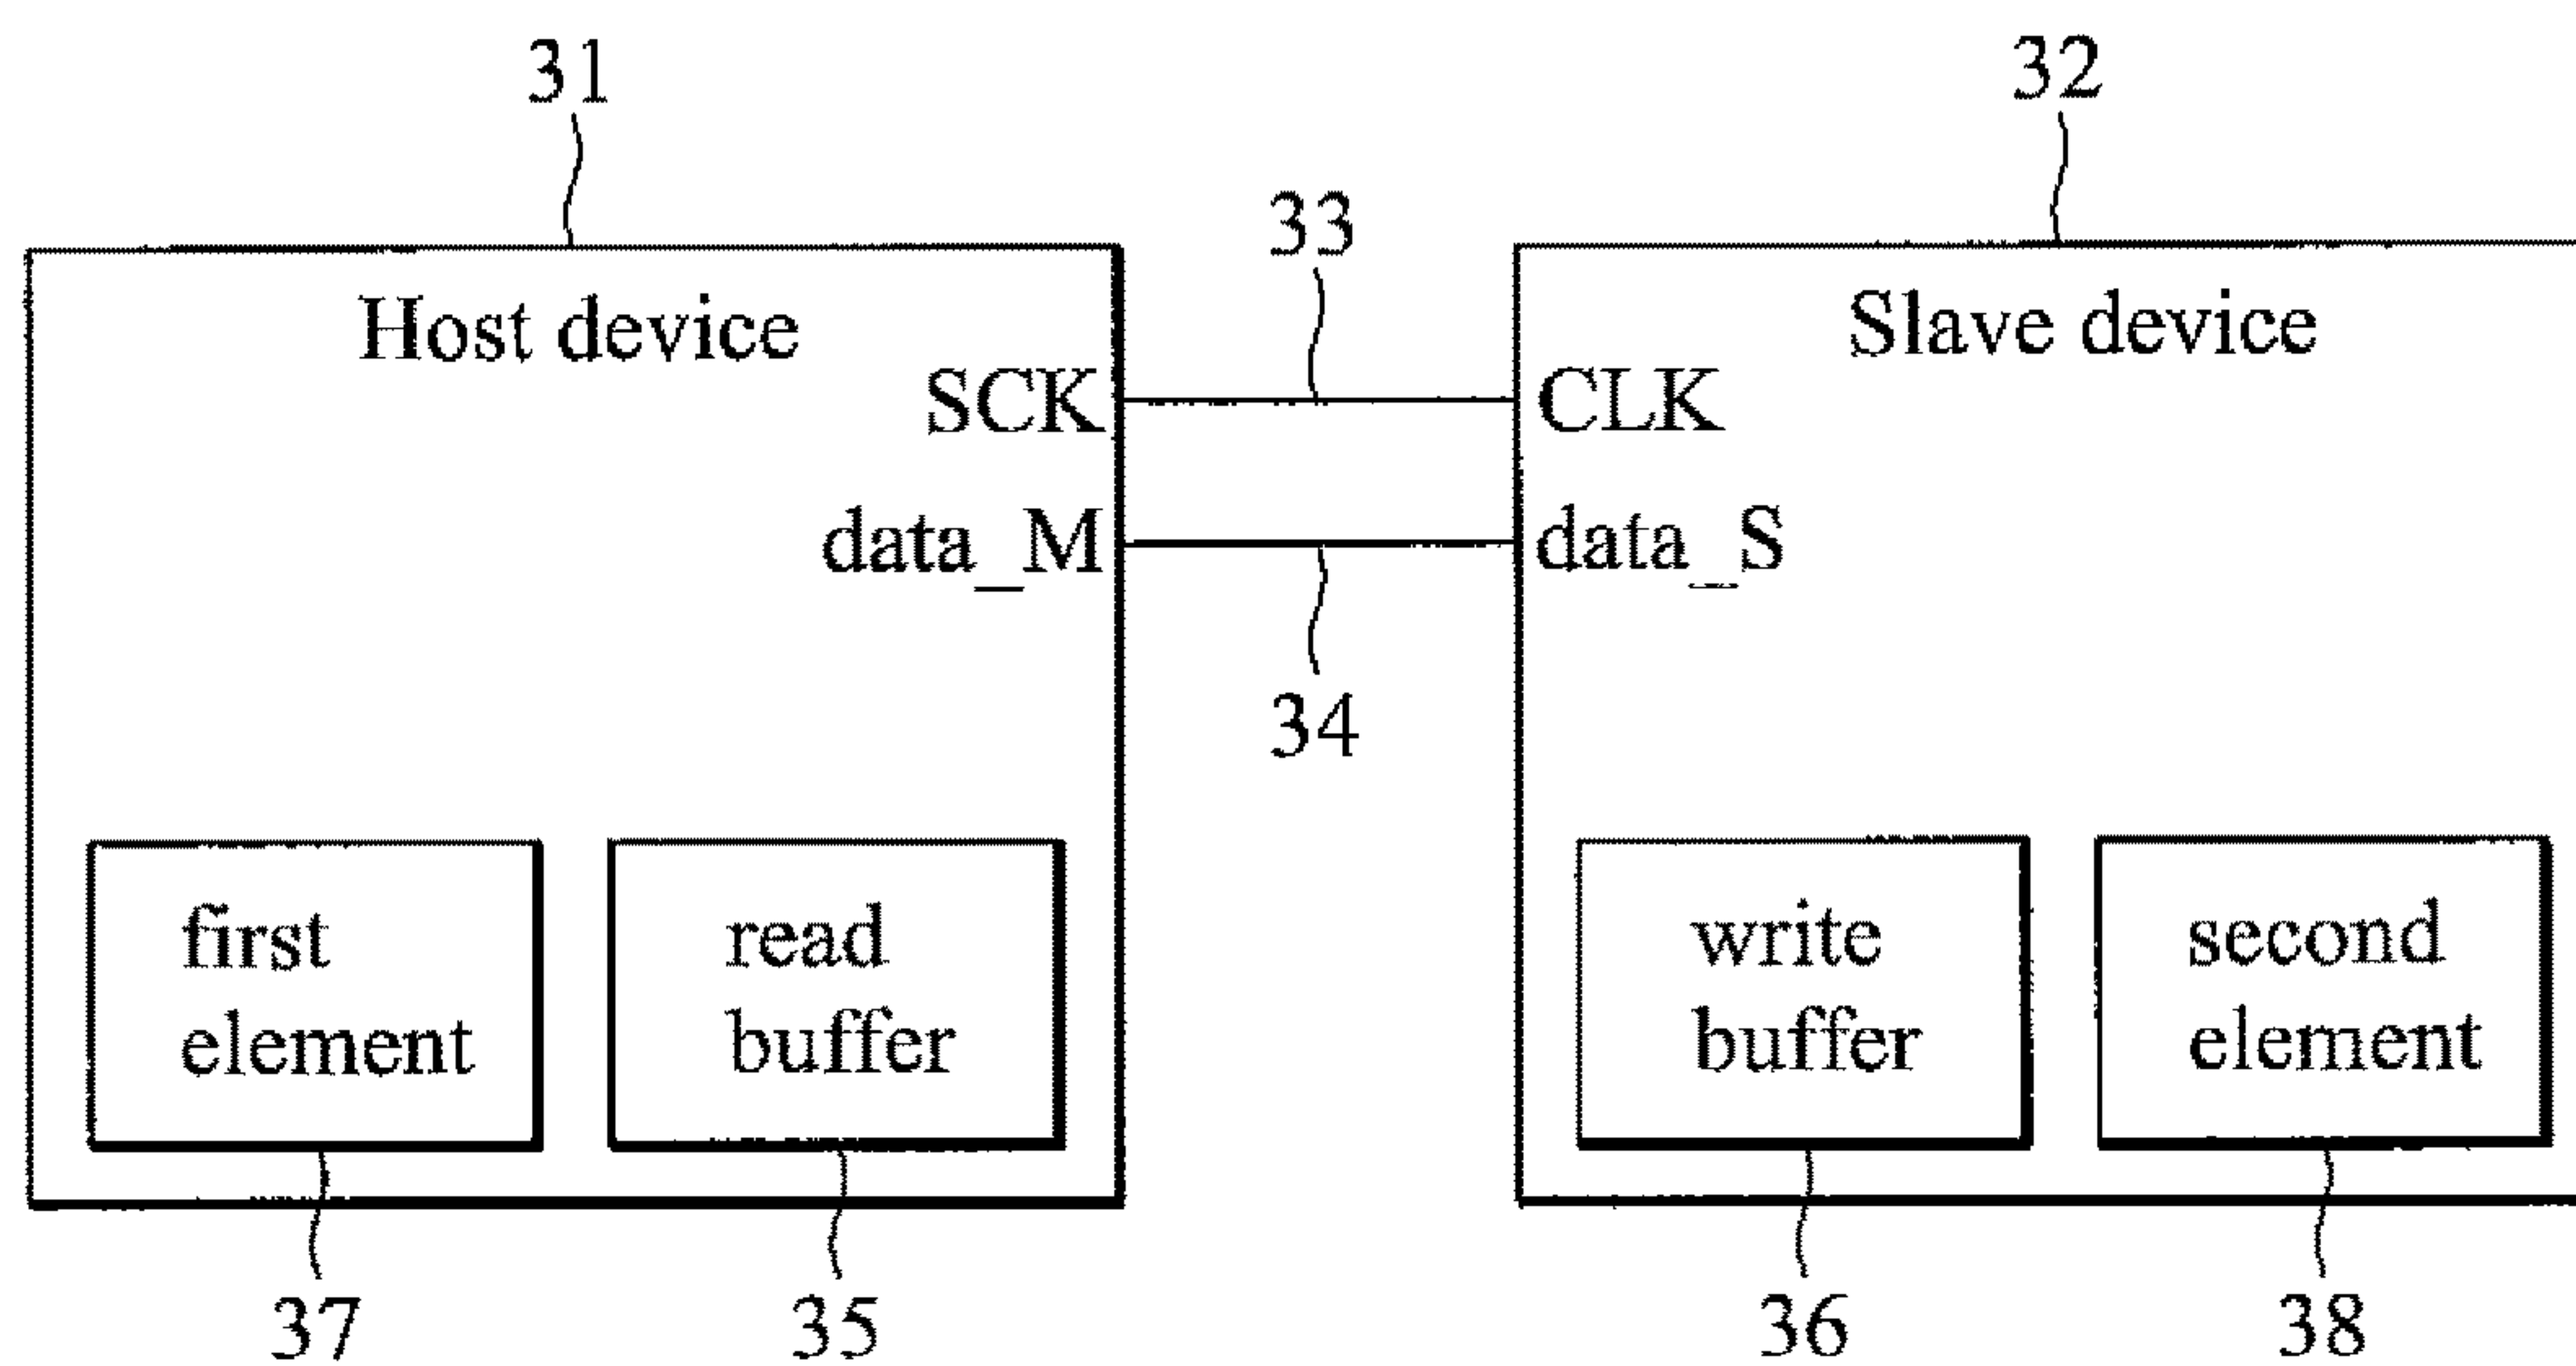 31
32
33
Host device
Slave device
SCK
CLK
data_M
data_S
34
first
element
read
buffer
write
buffer
second
element
37
35
36
38